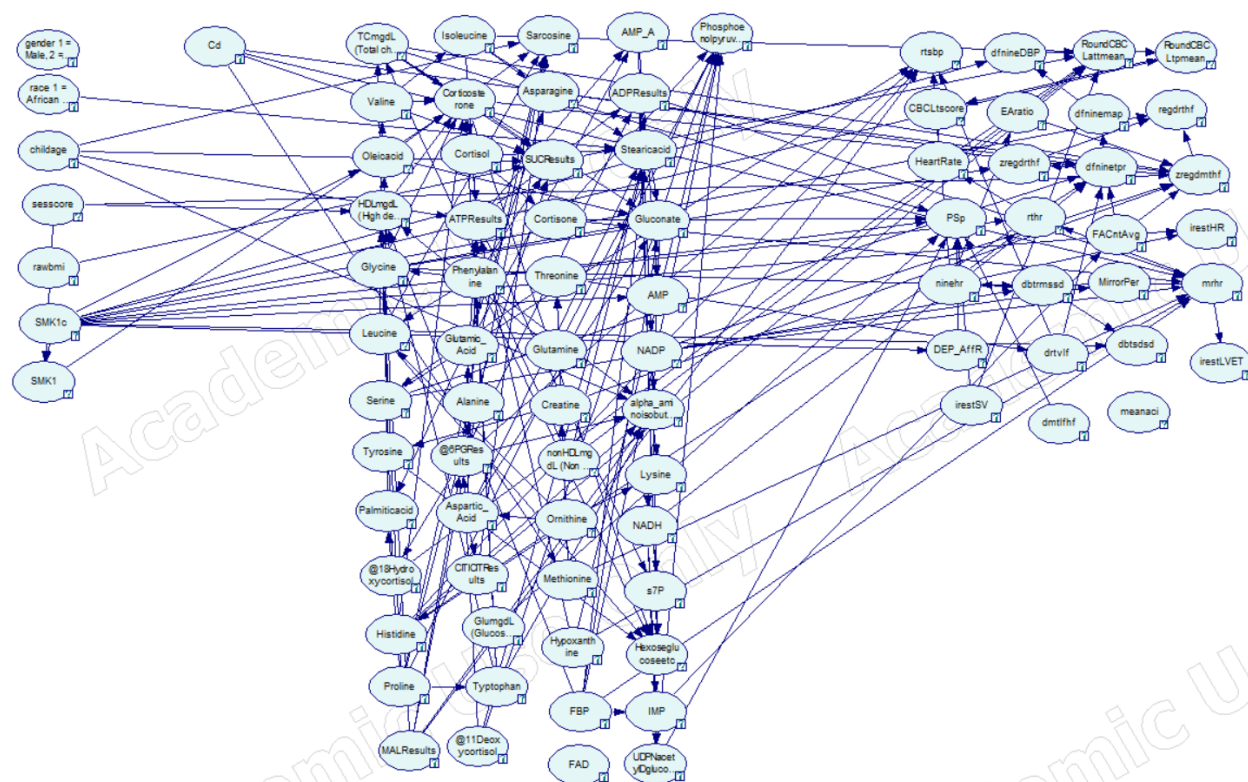 gender 1 =
Male, 2 =
...
race 1 =
African ...
childage
sesscore
rawbmi
SMK1c
SMK1
Cd
TCmgdL
(Total ch...
Valine
Oleicacid
HDLmgdL
(High de...
Glycine
Leucine
Serine
Tyrosine
Palmiticacid
@18Hydro
xycortisol
Histidine
Proline
MALResults
Isoleucine
Corticoste
rone
Cortisol
ATPResults
Phenylalan
ine
Glutamic_
Acid
Alanine
@6PGRes
ults
Aspartic_
Acid
CITICITRes
ults
GlumgdL
(Glucos...
Typtophan
@11Deox
ycortisol
Sarcosine
Asparagine
SUCResults
Cortisone
Threonine
Glutamine
Creatine
nonHDLmg
dL (Non ...
Ornithine
Methionine
Hypoxanth
ine
FBP
FAD
AMP_A
ADPResults
Stearicacid
Gluconate
AMP
NADP
alpha_ami
noisobut...
Lysine
NADH
s7P
Hexoseglu
coseeto...
IMP
UDPNacet
ylDgluco...
Phosphoe
nolpyruv...
rtsbp
CBCLtscore
HeartRate
PSp
ninehr
DEP_AffR
irestSV
dfnineDBP
EAratio
zregdrthf
rthr
dbtrmssd
drtvlf
dmtlfhf
RoundCBC
Lattmean
dfninemap
dfninetpr
FACntAvg
MirrorPer
dbtsdsd
meanaci
RoundCBC
Ltpmean
regdrthf
zregdmthf
irestHR
mrhr
irestLVET
Academic Use Only
Academic U